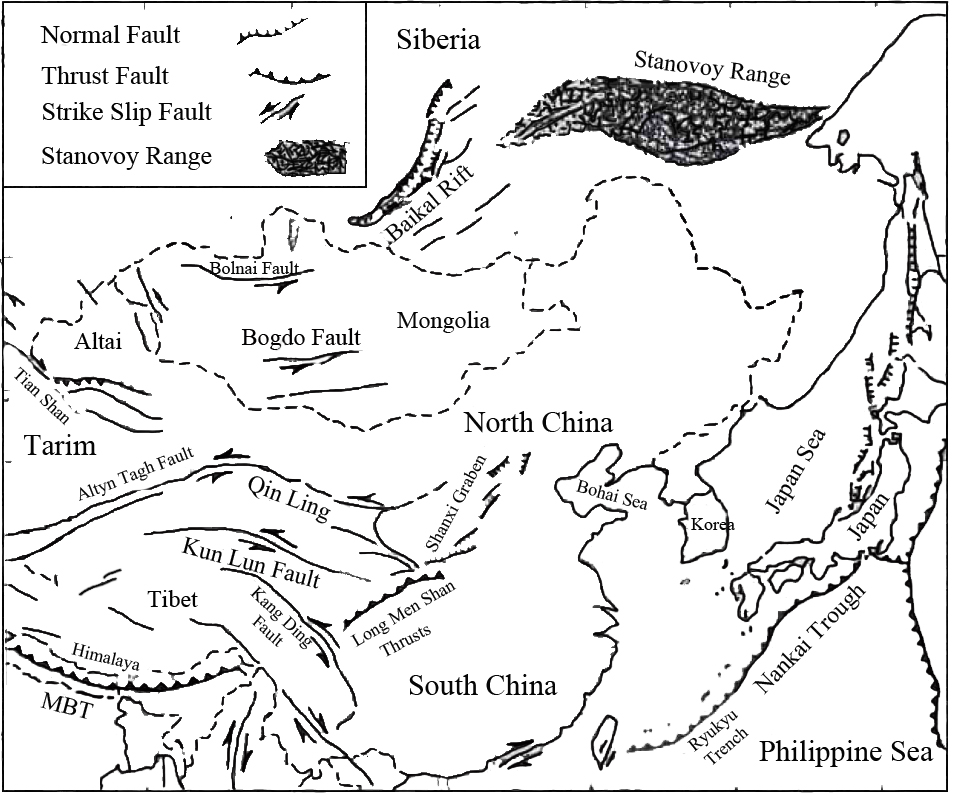 Normal Fault
Thrust Fault
Strike Slip Fault
Stanovoy Range
Siberia
Stanovoy Range
Baikal Rift
Bolnai Fault
Altai
Bogdo Fault
Mongolia
Tian Shan
Tarim
North China
Altyn Tagh Fault
Qin Ling
Shanxi Graben
Bohai Sea
Korea
Japan Sea
Japan
Kun Lun Fault
Tibet
Kang Ding
Fault
Long Men Shan
Thrusts
Himalaya
MBT
South China
Nankai Trough
Ryukyu
Trench
Philippine Sea